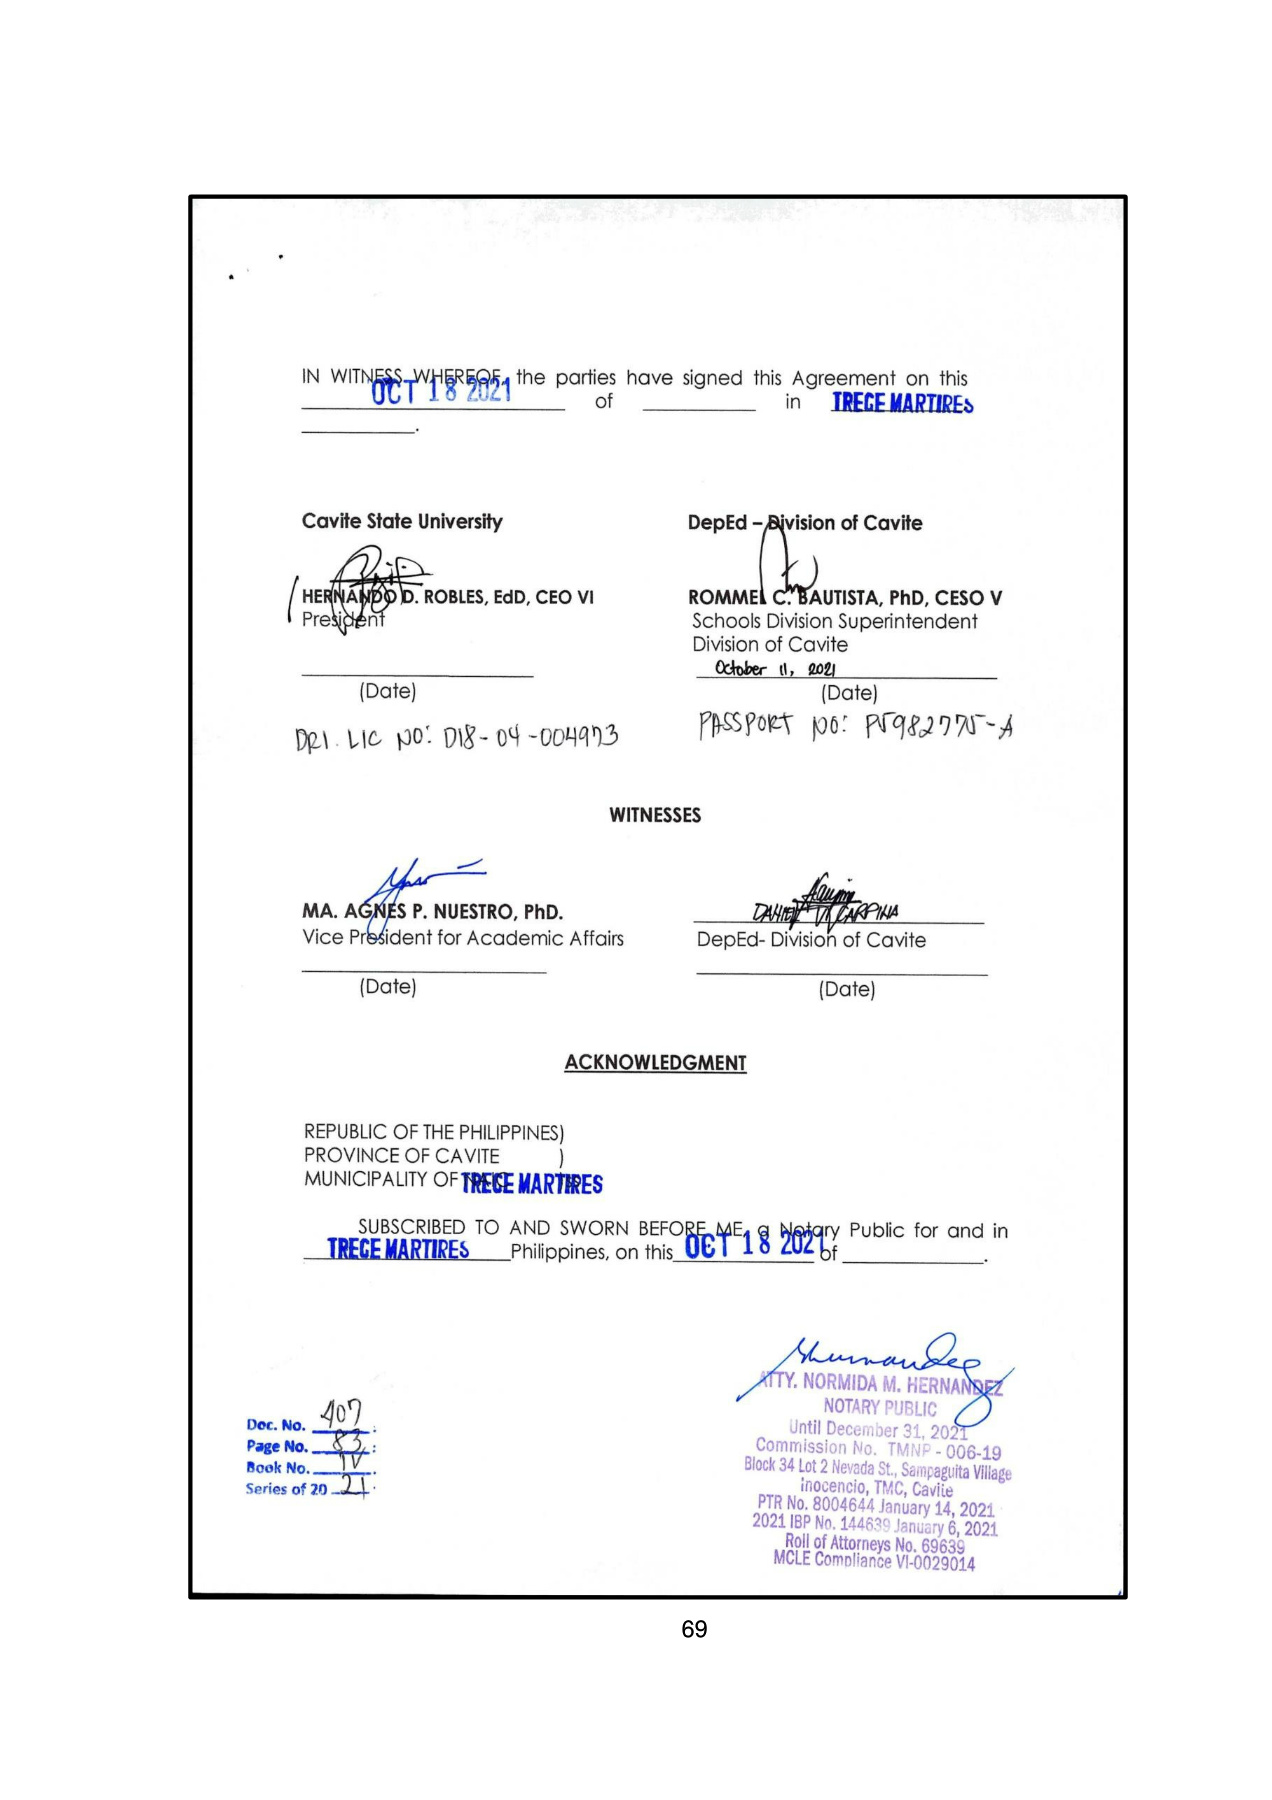 IN WITNESS WHEREOF, the parties have signed this Agreement on this
OCT 18 2021 of ____ in TRECE MARTIRES
____.
Cavite State University
DepEd – Division of Cavite
HERNANDO D. ROBLES, EdD, CEO VI
President
ROMMEL C. BAUTISTA, PhD, CESO V
Schools Division Superintendent
Division of Cavite
October 11, 2021
(Date)
(Date)
DRI. LIC NO: D18-04-004973
PASSPORT NO: P5982775-A
WITNESSES
MA. AGNES P. NUESTRO, PhD.
Vice President for Academic Affairs
DepEd- Division of Cavite
(Date)
(Date)
ACKNOWLEDGMENT
REPUBLIC OF THE PHILIPPINES)
PROVINCE OF CAVITE )
MUNICIPALITY OF TRECE MARTIRES
SUBSCRIBED TO AND SWORN BEFORE ME, a Notary Public for and in
TRECE MARTIRES Philippines, on this OCT 18 2021 of ____.
ATTY. NORMIDA M. HERNANDEZ
NOTARY PUBLIC
Until December 31, 2021
Commission No. TMNP - 006-19
Block 34 Lot 2 Nevada St., Sampaguita Village
Inocencio, TMC, Cavite
PTR No. 8004644 January 14, 2021
2021 IBP No. 144639 January 6, 2021
Roll of Attorneys No. 69639
MCLE Compliance VI-0029014
Doc. No. 407 ;
Page No. 83 ;
Book No. IV ;
Series of 20 21 .
69